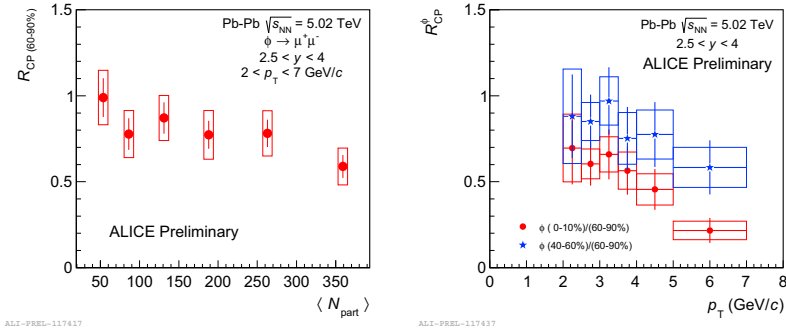 R_CP (60-90%)
1.5
1
0.5
0
Pb-Pb √s_NN = 5.02 TeV
ϕ → μ⁺μ⁻
2.5 < y < 4
2 < p_T < 7 GeV/c
ALICE Preliminary
50 100 150 200 250 300 350
⟨ N_part ⟩
ALI-PREL-117417
R^ϕ_CP
1.5
1
0.5
0
Pb-Pb √s_NN = 5.02 TeV
2.5 < y < 4
ALICE Preliminary
ϕ ( 0-10%)/(60-90%)
ϕ (40-60%)/(60-90%)
0 1 2 3 4 5 6 7 8
p_T (GeV/c)
ALI-PREL-117437